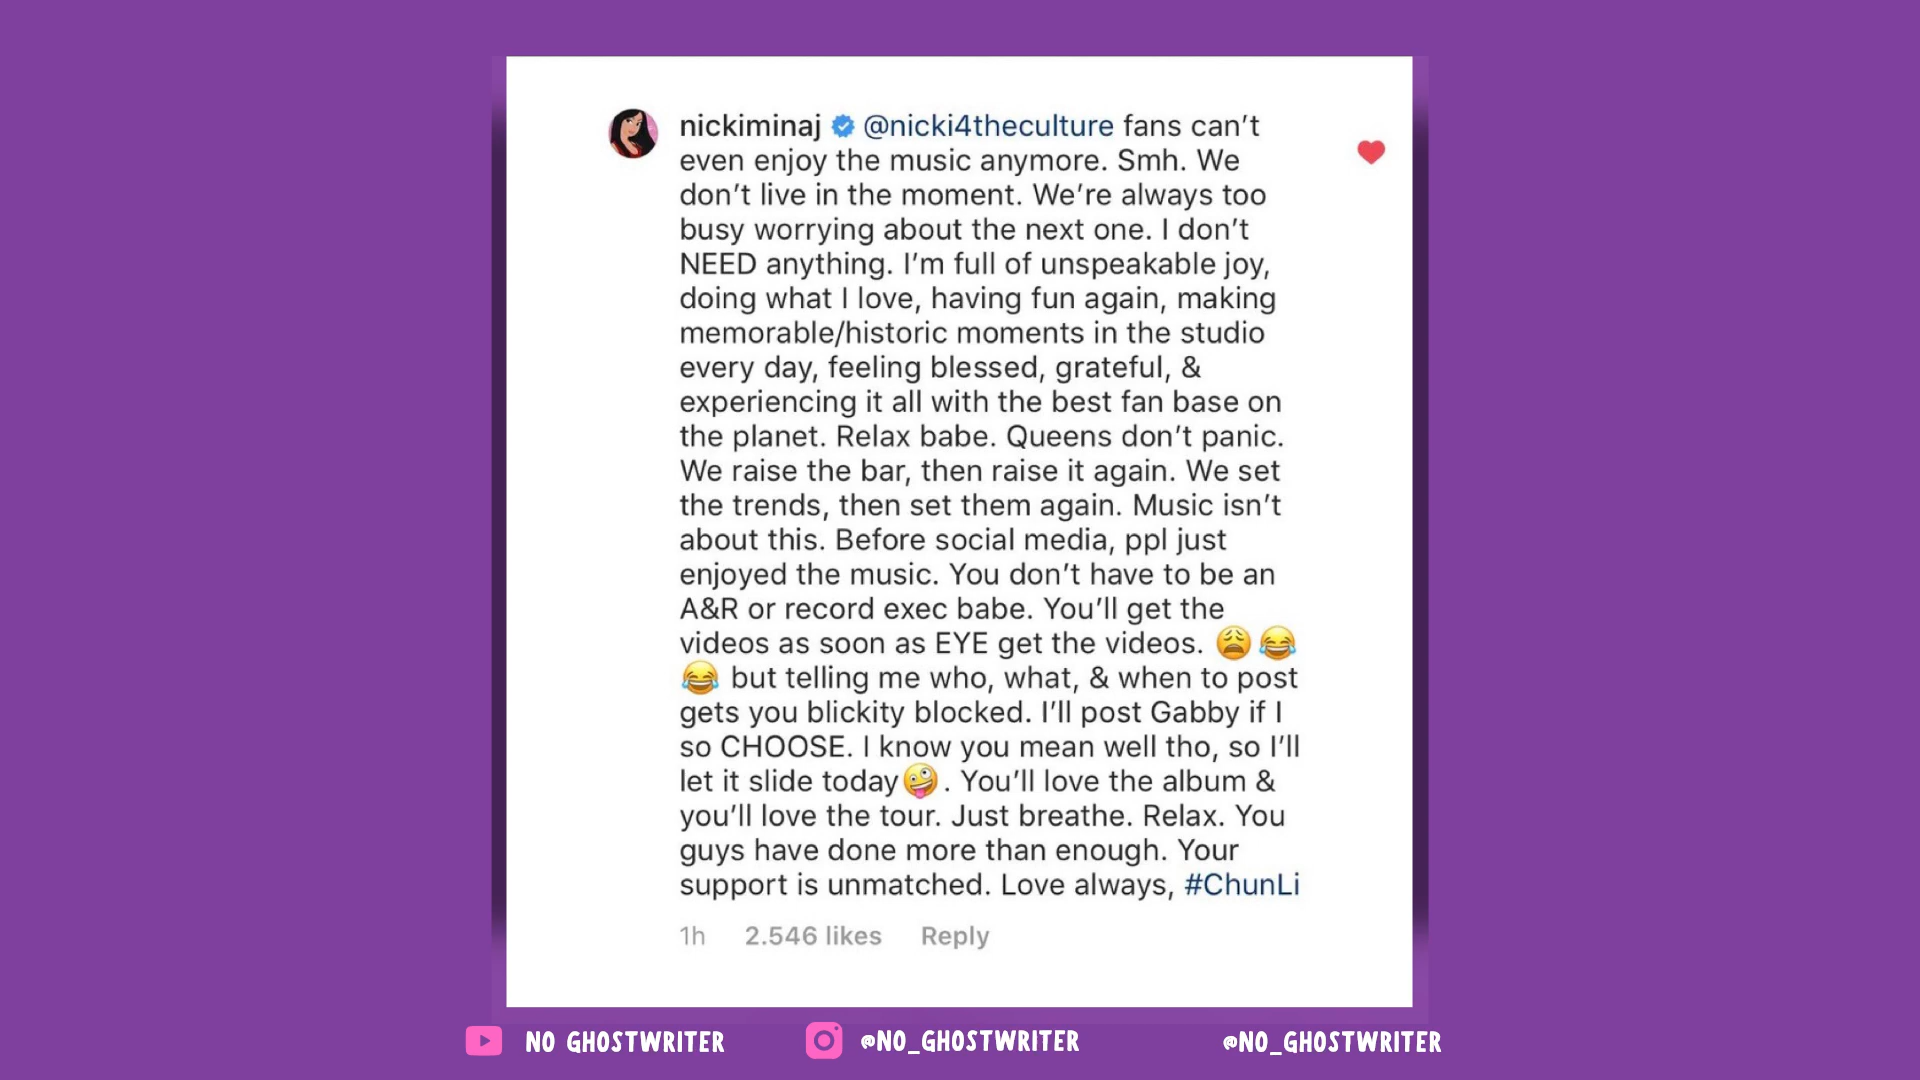 nickiminaj @nicki4theculture fans can't
even enjoy the music anymore. Smh. We
don't live in the moment. We're always too
busy worrying about the next one. I don't
NEED anything. I'm full of unspeakable joy,
doing what I love, having fun again, making
memorable/historic moments in the studio
every day, feeling blessed, grateful, &
experiencing it all with the best fan base on
the planet. Relax babe. Queens don't panic.
We raise the bar, then raise it again. We set
the trends, then set them again. Music isn't
about this. Before social media, ppl just
enjoyed the music. You don't have to be an
A&R or record exec babe. You'll get the
videos as soon as EYE get the videos. 😩😂
😂 but telling me who, what, & when to post
gets you blickity blocked. I'll post Gabby if I
so CHOOSE. I know you mean well tho, so I'll
let it slide today🤪. You'll love the album &
you'll love the tour. Just breathe. Relax. You
guys have done more than enough. Your
support is unmatched. Love always, #ChunLi
1h 2.546 likes Reply
NO GHOSTWRITER @NO_GHOSTWRITER @NO_GHOSTWRITER